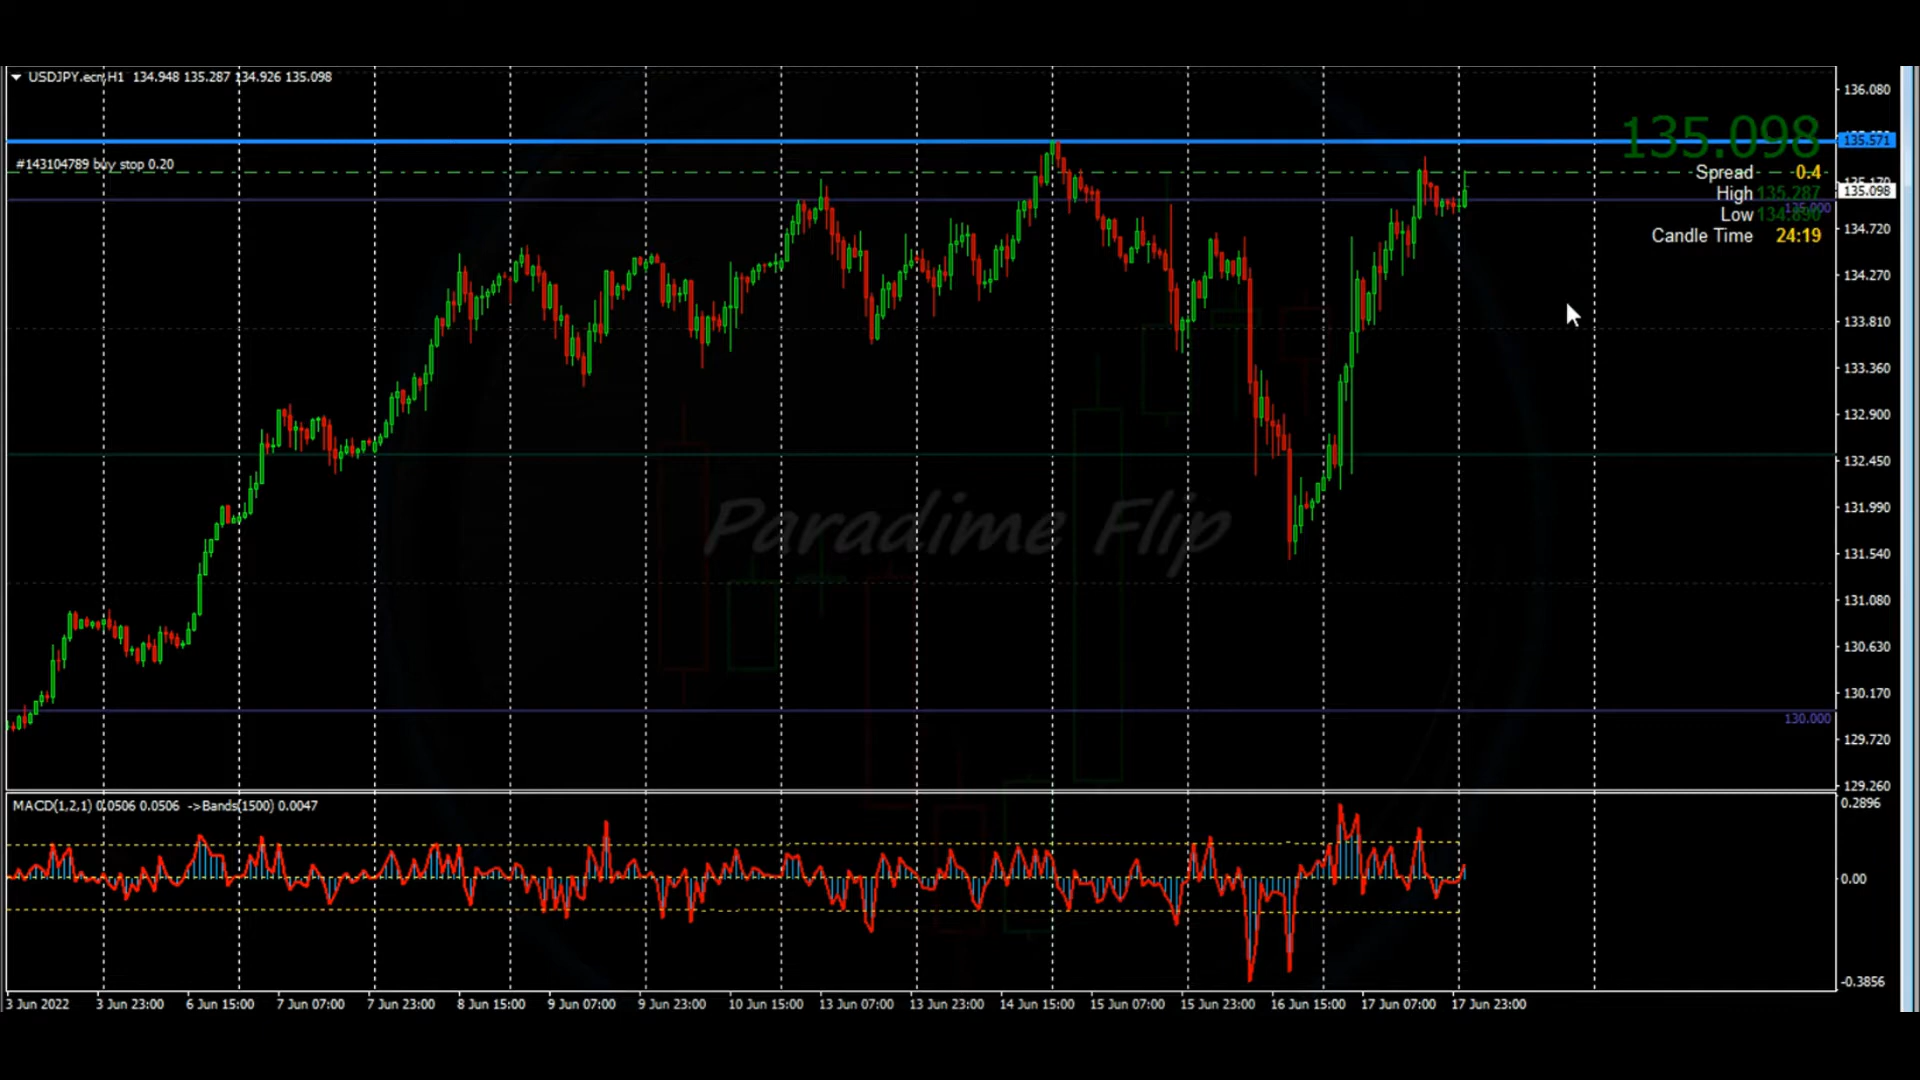 USDJPY.ecn,H1 134.948 135.287 134.926 135.098
136.080
135.098
135.571
#143104789 buy stop 0.20
Spread 0.4
135.170
135.098
High 135.287
135.000
Low 134.890
134.720
Candle Time 24:19
134.270
133.810
133.360
132.900
132.450
131.990
Paradime Flip
131.540
131.080
130.630
130.170
130.000
129.720
129.260
MACD(1,2,1) 0.0506 0.0506 ->Bands(1500) 0.0047
0.2896
0.00
-0.3856
3 Jun 2022 3 Jun 23:00 6 Jun 15:00 7 Jun 07:00 7 Jun 23:00 8 Jun 15:00 9 Jun 07:00 9 Jun 23:00 10 Jun 15:00 13 Jun 07:00 13 Jun 23:00 14 Jun 15:00 15 Jun 07:00 15 Jun 23:00 16 Jun 15:00 17 Jun 07:00 17 Jun 23:00